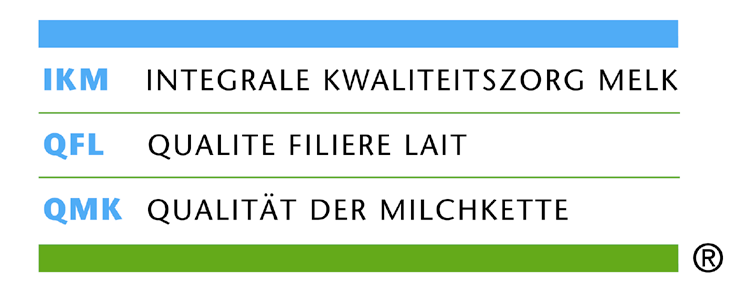 IKM INTEGRALE KWALITEITSZORG MELK
QFL QUALITE FILIERE LAIT
QMK QUALITÄT DER MILCHKETTE
®